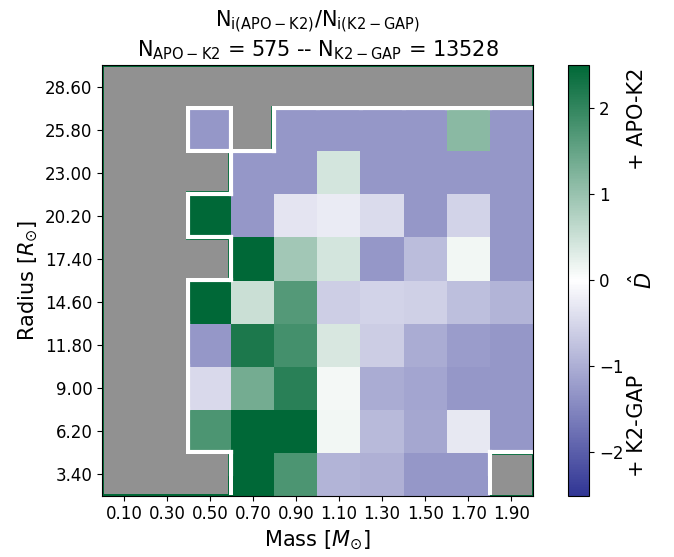 N_i(APO−K2)/N_i(K2−GAP)
N_APO−K2 = 575 -- N_K2−GAP = 13528
28.60
25.80
23.00
20.20
17.40
14.60
11.80
9.00
6.20
3.40
Radius [R⊙]
0.10 0.30 0.50 0.70 0.90 1.10 1.30 1.50 1.70 1.90
Mass [M⊙]
2
1
0
−1
−2
+ K2-GAP D̂ + APO-K2